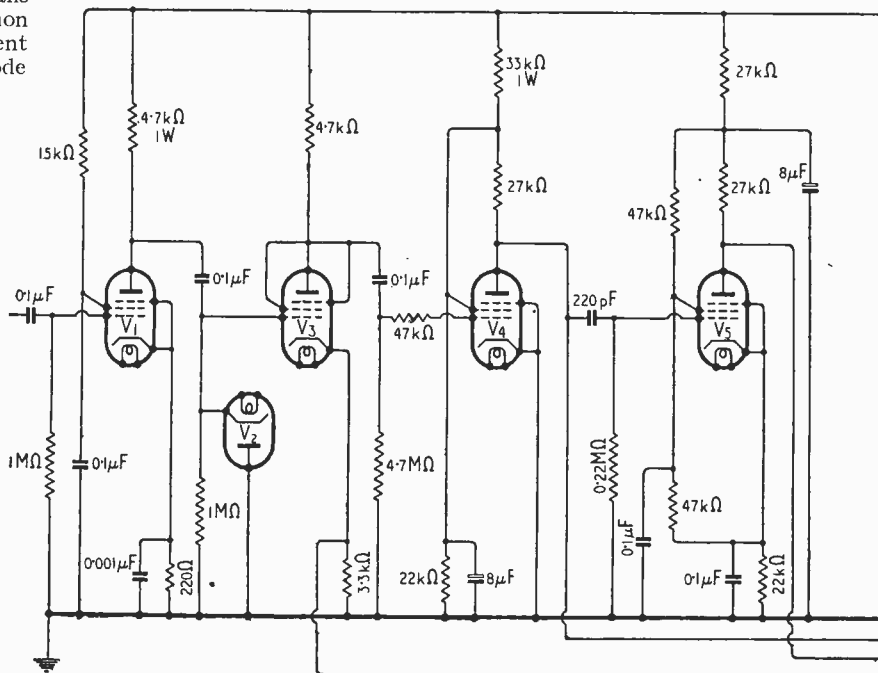 ion
ent
ode
33kΩ
1W
27kΩ
4.7kΩ
1W
4.7kΩ
15kΩ
27kΩ
27kΩ
8μF
47kΩ
0·1μF
0·1μF
0·1μF
220pF
V1
V3
47kΩ
V4
V5
V2
1MΩ
0·1μF
1MΩ
4.7MΩ
0·22MΩ
47kΩ
0·1μF
0·001μF
220Ω
3.3kΩ
22kΩ
8μF
0·1μF
22kΩ